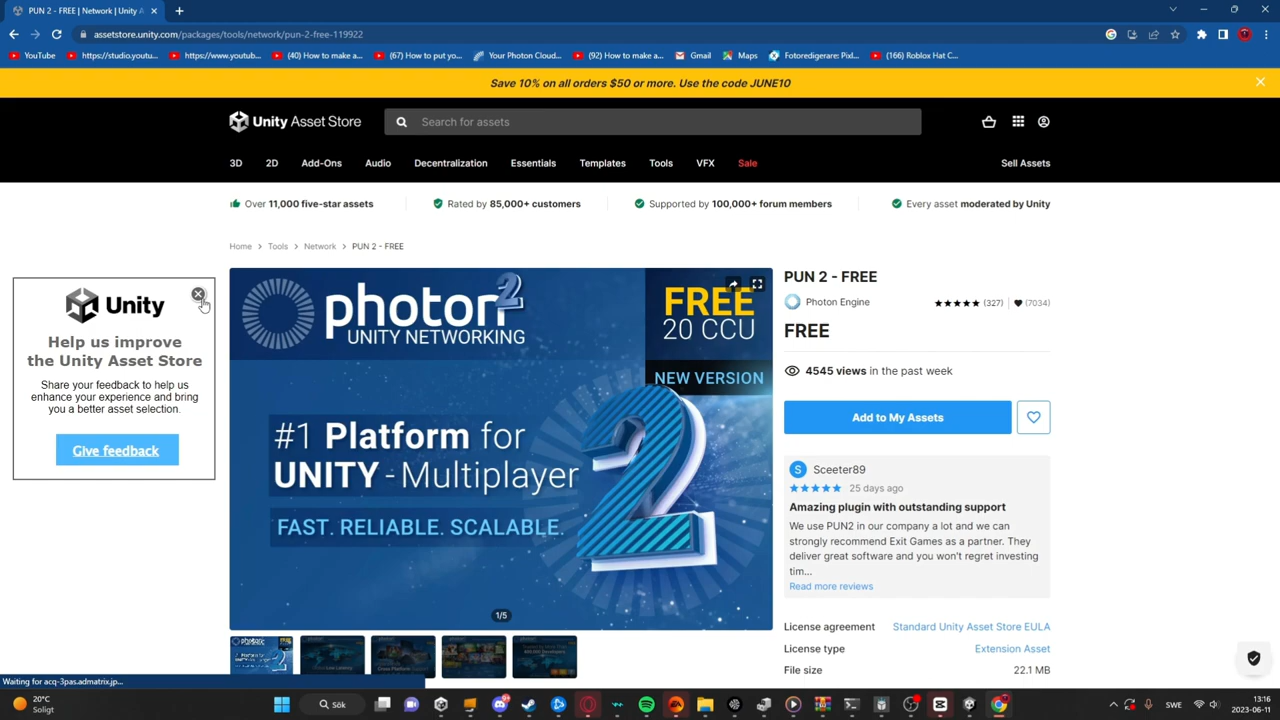 PUN 2 - FREE | Network | Unity A
assetstore.unity.com/packages/tools/network/pun-2-free-119922
YouTube
https://studio.youtu...
https://www.youtub...
(40) How to make a...
(67) How to put yo...
Your Photon Cloud...
(92) How to make a...
Gmail
Maps
Fotoredigerare: Pixl...
(166) Roblox Hat C...
Save 10% on all orders $50 or more. Use the code JUNE10
Unity Asset Store
Search for assets
3D
2D
Add-Ons
Audio
Decentralization
Essentials
Templates
Tools
VFX
Sale
Sell Assets
Over 11,000 five-star assets
Rated by 85,000+ customers
Supported by 100,000+ forum members
Every asset moderated by Unity
Home > Tools > Network > PUN 2 - FREE
Unity
Help us improve
the Unity Asset Store
Share your feedback to help us
enhance your experience and bring
you a better asset selection.
Give feedback
photon 2
UNITY NETWORKING
FREE
20 CCU
NEW VERSION
#1 Platform for
UNITY - Multiplayer
FAST. RELIABLE. SCALABLE.
2
1/5
PUN 2 - FREE
Photon Engine
★★★★★ (327)
(7034)
FREE
4545 views in the past week
Add to My Assets
S
Sceeter89
★★★★★ 25 days ago
Amazing plugin with outstanding support
We use PUN2 in our company a lot and we can
strongly recommend Exit Games as a partner. They
deliver great software and you won't regret investing
tim...
Read more reviews
License agreement
Standard Unity Asset Store EULA
License type
Extension Asset
File size
22.1 MB
Waiting for acq-3pas.admatrix.jp...
20°C
Soligt
Sök
SWE
13:16
2023-06-11